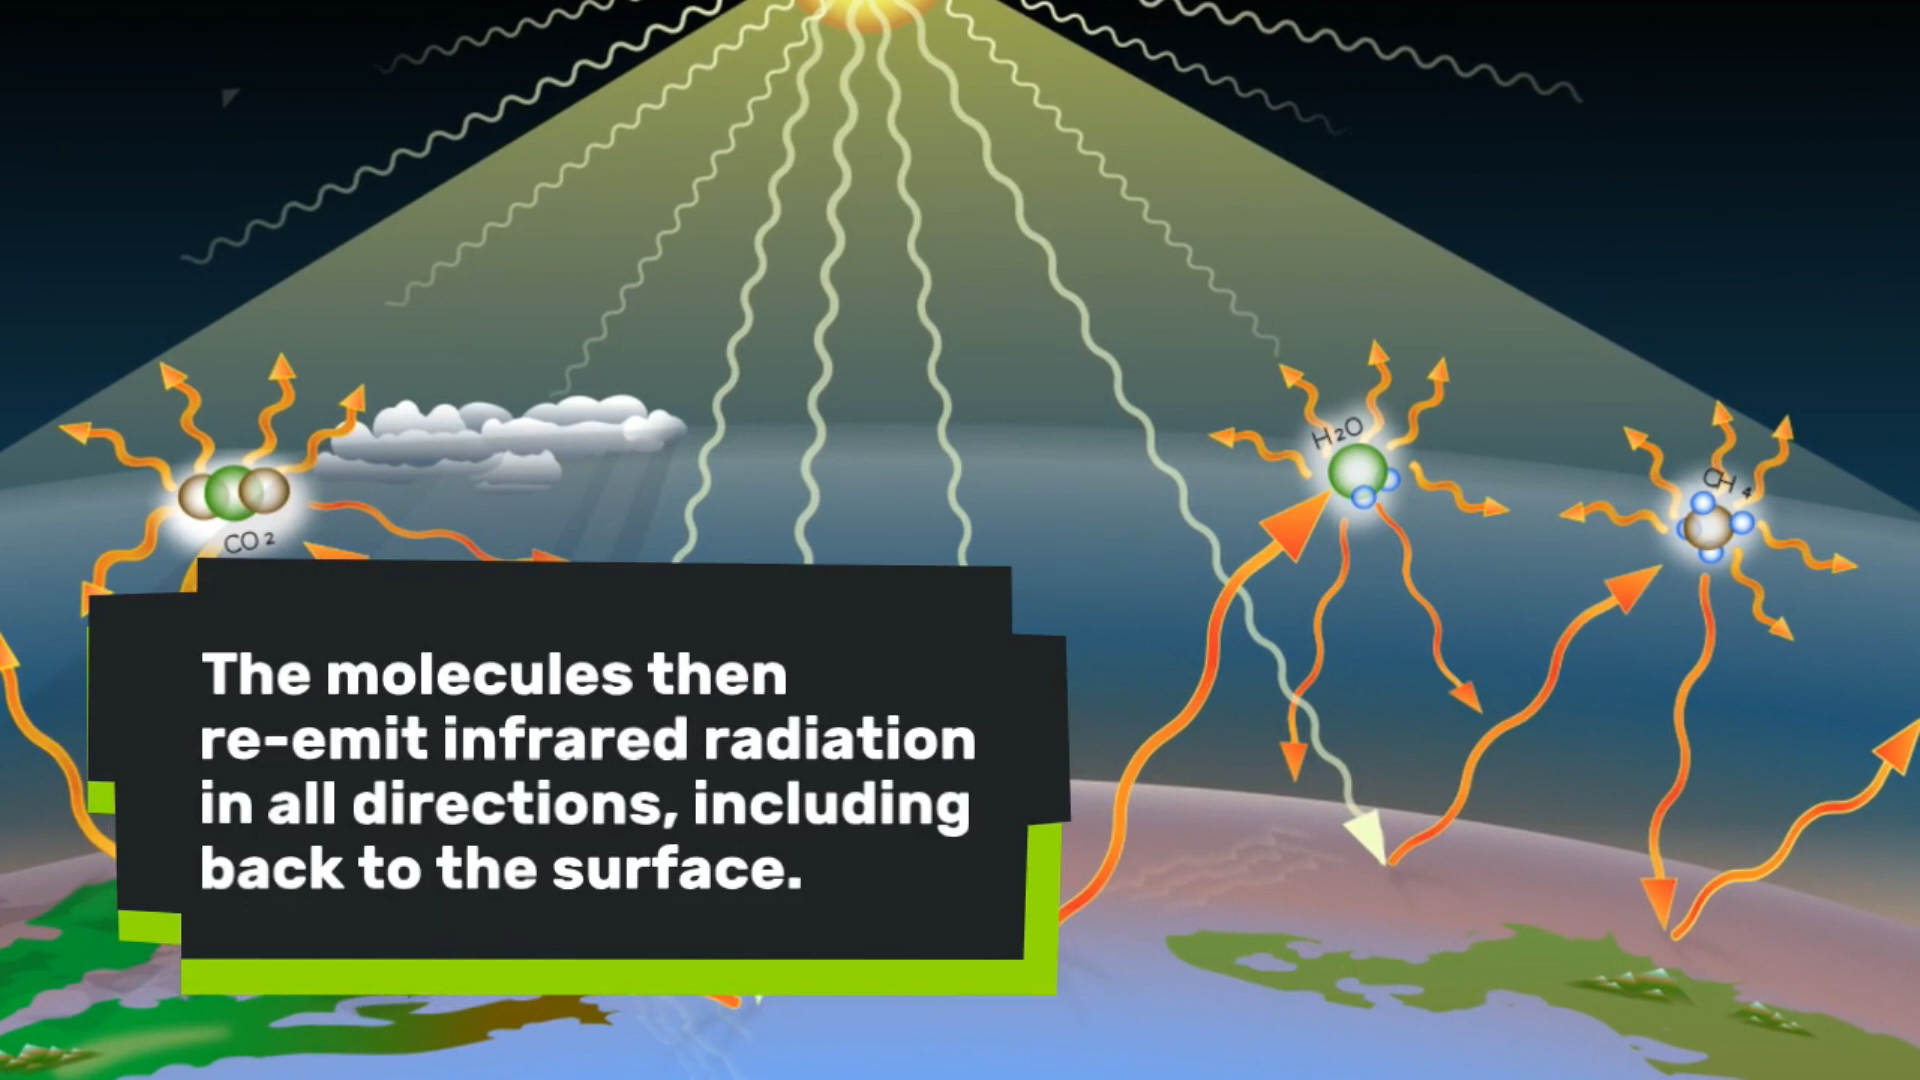 H2O
CH4
CO2
The molecules then
re-emit infrared radiation
in all directions, including
back to the surface.